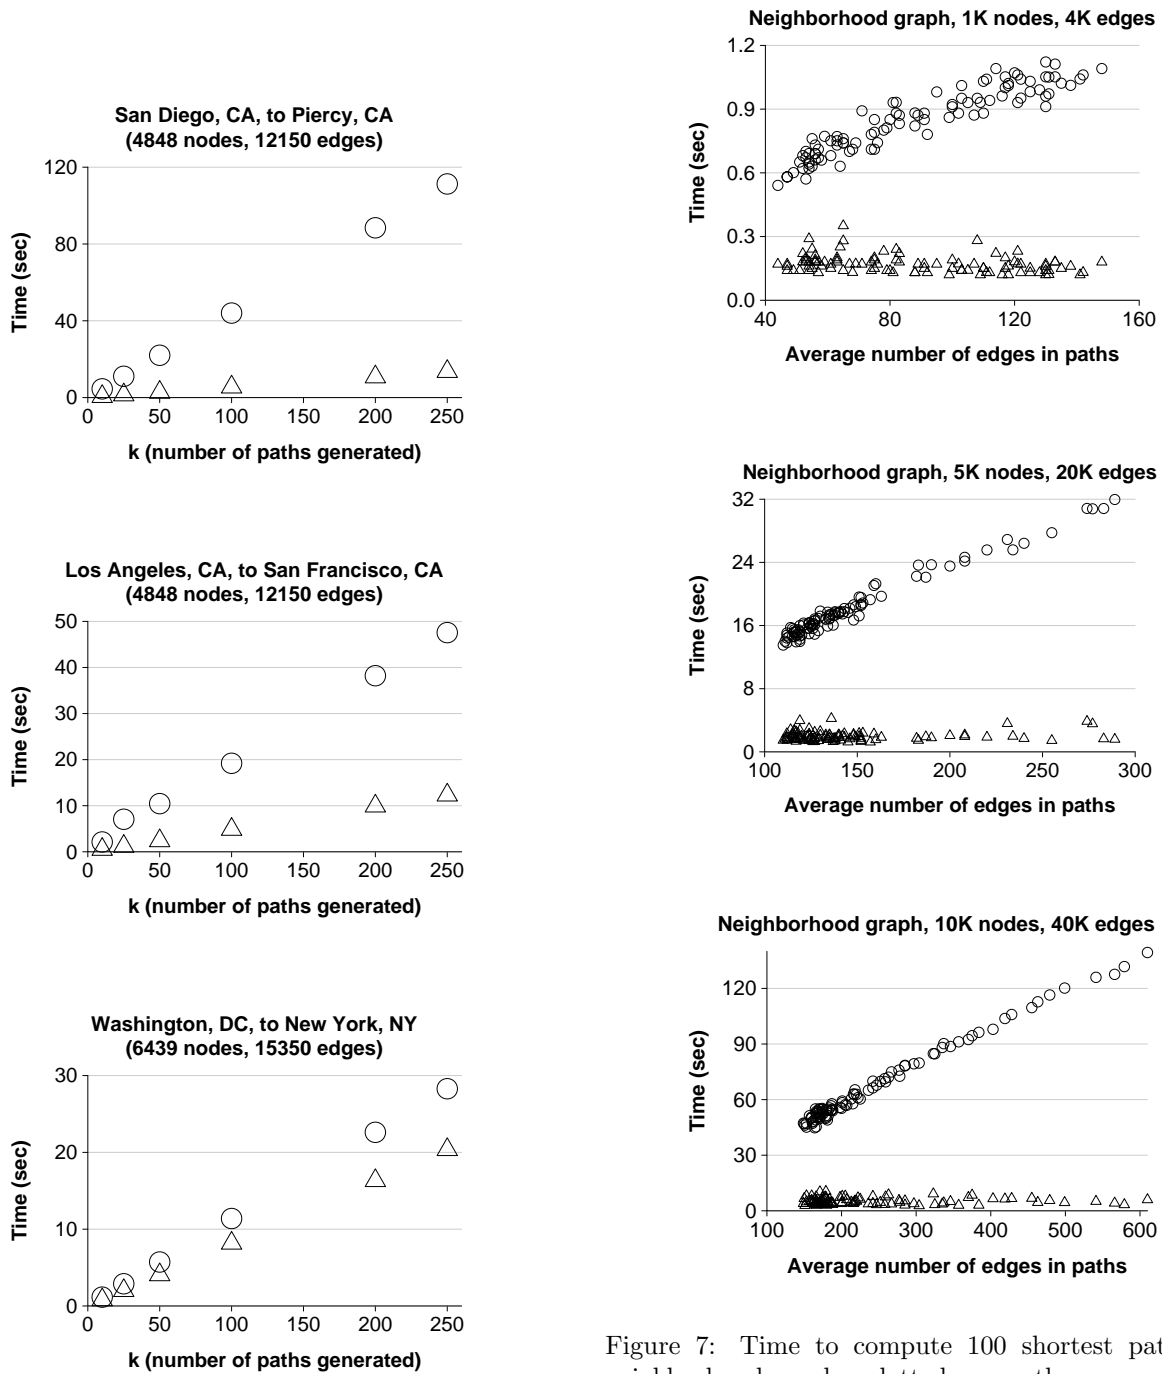 San Diego, CA, to Piercy, CA
(4848 nodes, 12150 edges)
120
80
40
0
Time (sec)
0 50 100 150 200 250
k (number of paths generated)
Los Angeles, CA, to San Francisco, CA
(4848 nodes, 12150 edges)
50
40
30
20
10
0
Time (sec)
0 50 100 150 200 250
k (number of paths generated)
Washington, DC, to New York, NY
(6439 nodes, 15350 edges)
30
20
10
0
Time (sec)
0 50 100 150 200 250
k (number of paths generated)
Neighborhood graph, 1K nodes, 4K edges
1.2
0.9
0.6
0.3
0.0
Time (sec)
40 80 120 160
Average number of edges in paths
Neighborhood graph, 5K nodes, 20K edges
32
24
16
8
0
Time (sec)
100 150 200 250 300
Average number of edges in paths
Neighborhood graph, 10K nodes, 40K edges
120
90
60
30
0
Time (sec)
100 200 300 400 500 600
Average number of edges in paths
Figure 7: Time to compute 100 shortest pat